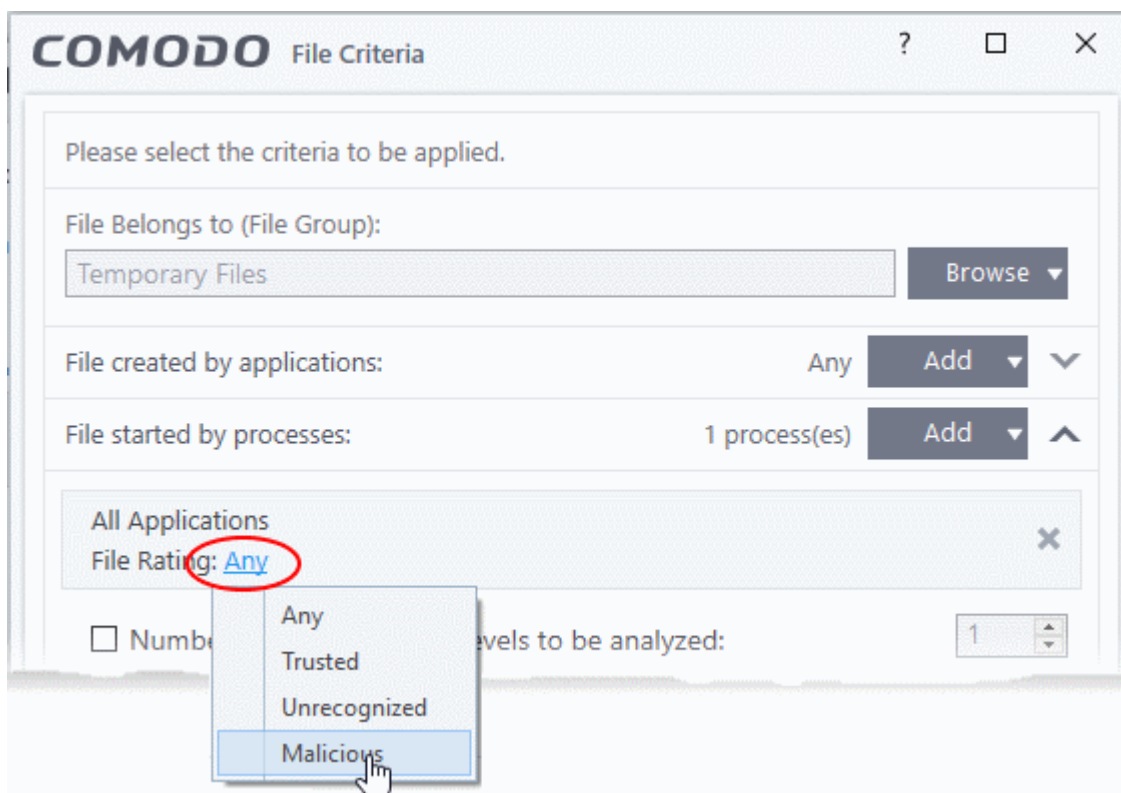 COMODO File Criteria ?
Please select the criteria to be applied.
File Belongs to (File Group):
Temporary Files Browse
File created by applications: Any Add
File started by processes: 1 process(es) Add
All Applications
File Rating: Any
Any
to be analyzed: 1
Trusted
Unrecognized
Malicious